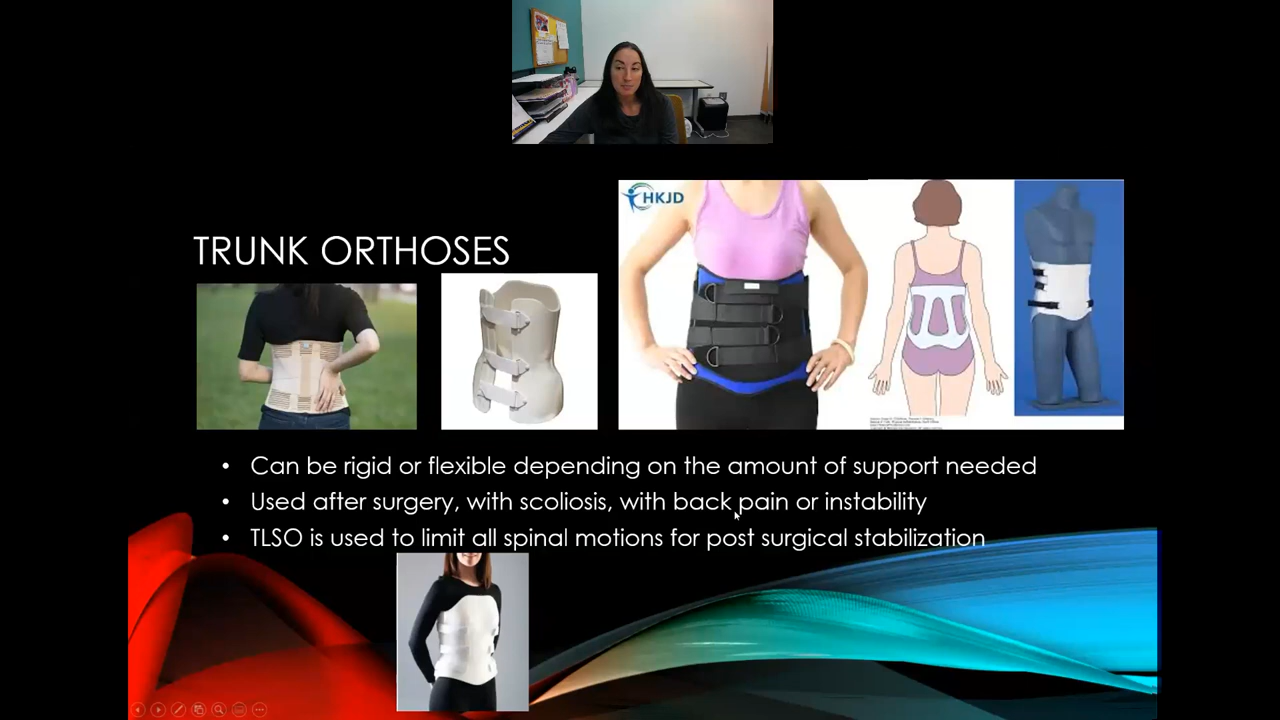 HKJD
TRUNK ORTHOSES
• Can be rigid or flexible depending on the amount of support needed
• Used after surgery, with scoliosis, with back pain or instability
• TLSO is used to limit all spinal motions for post surgical stabilization